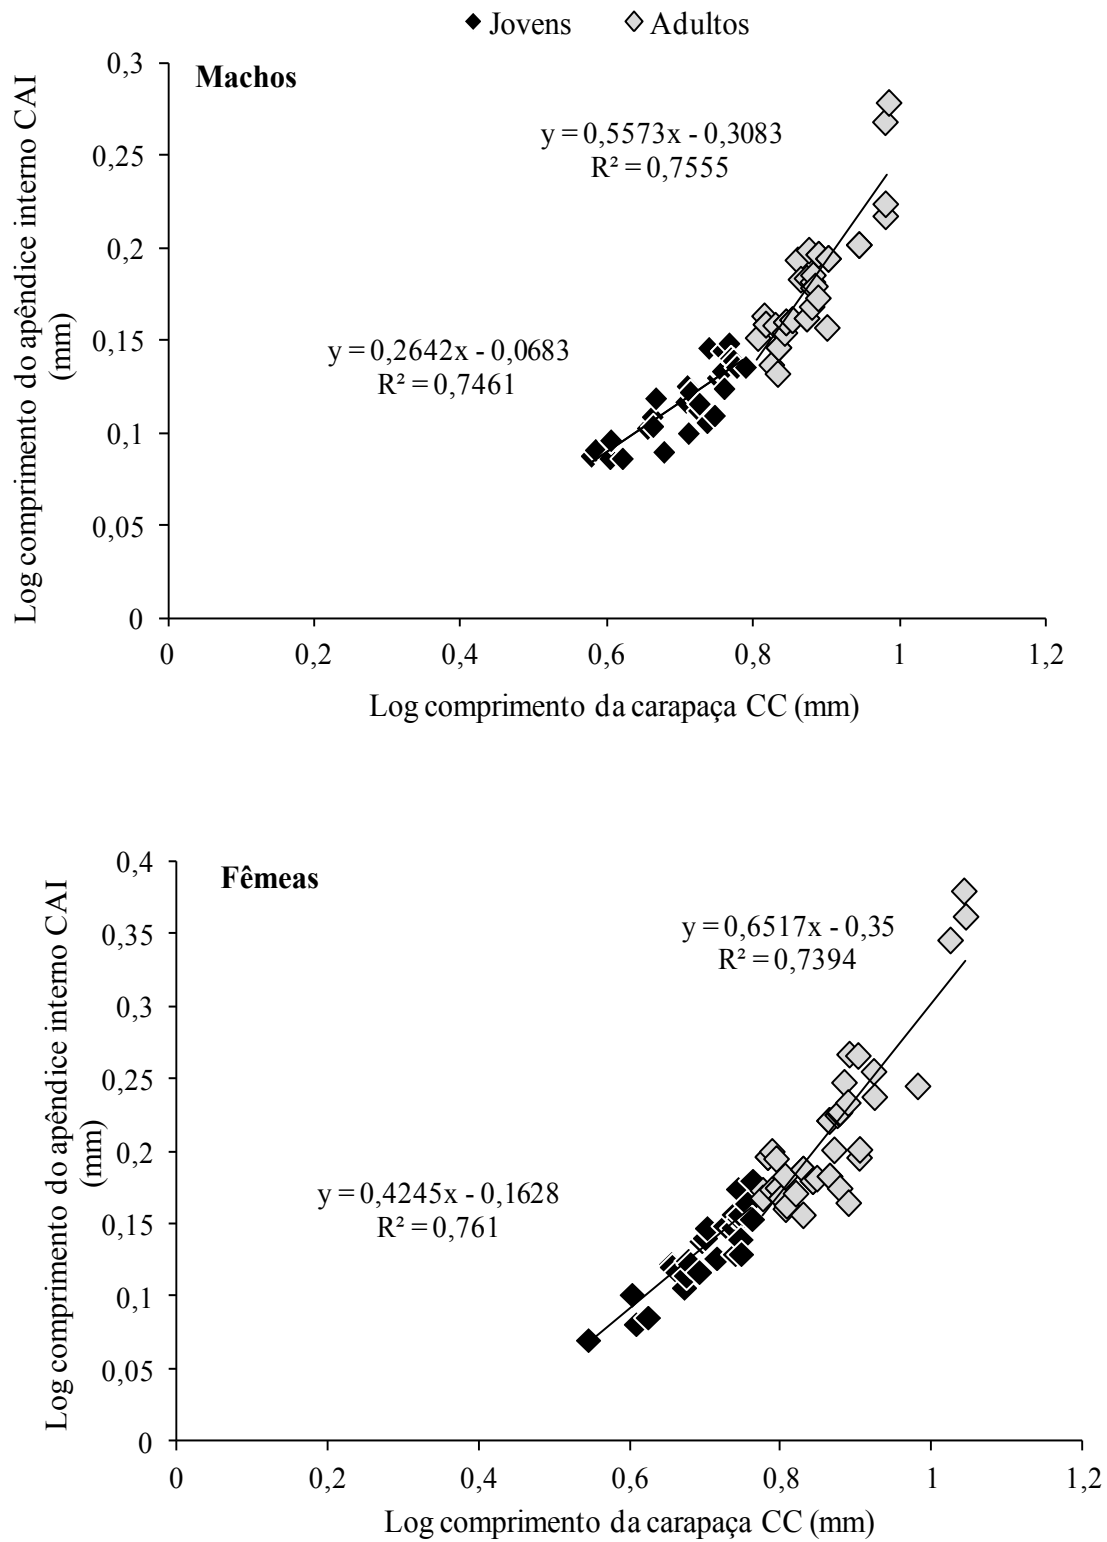 Jovens Adultos
Machos
Log comprimento do apêndice interno CAI
(mm)
0,3
0,25
0,2
0,15
0,1
0,05
0
y = 0,5573x - 0,3083
R² = 0,7555
y = 0,2642x - 0,0683
R² = 0,7461
0 0,2 0,4 0,6 0,8 1 1,2
Log comprimento da carapaça CC (mm)
Fêmeas
Log comprimento do apêndice interno CAI
(mm)
0,4
0,35
0,3
0,25
0,2
0,15
0,1
0,05
0
y = 0,6517x - 0,35
R² = 0,7394
y = 0,4245x - 0,1628
R² = 0,761
0 0,2 0,4 0,6 0,8 1 1,2
Log comprimento da carapaça CC (mm)